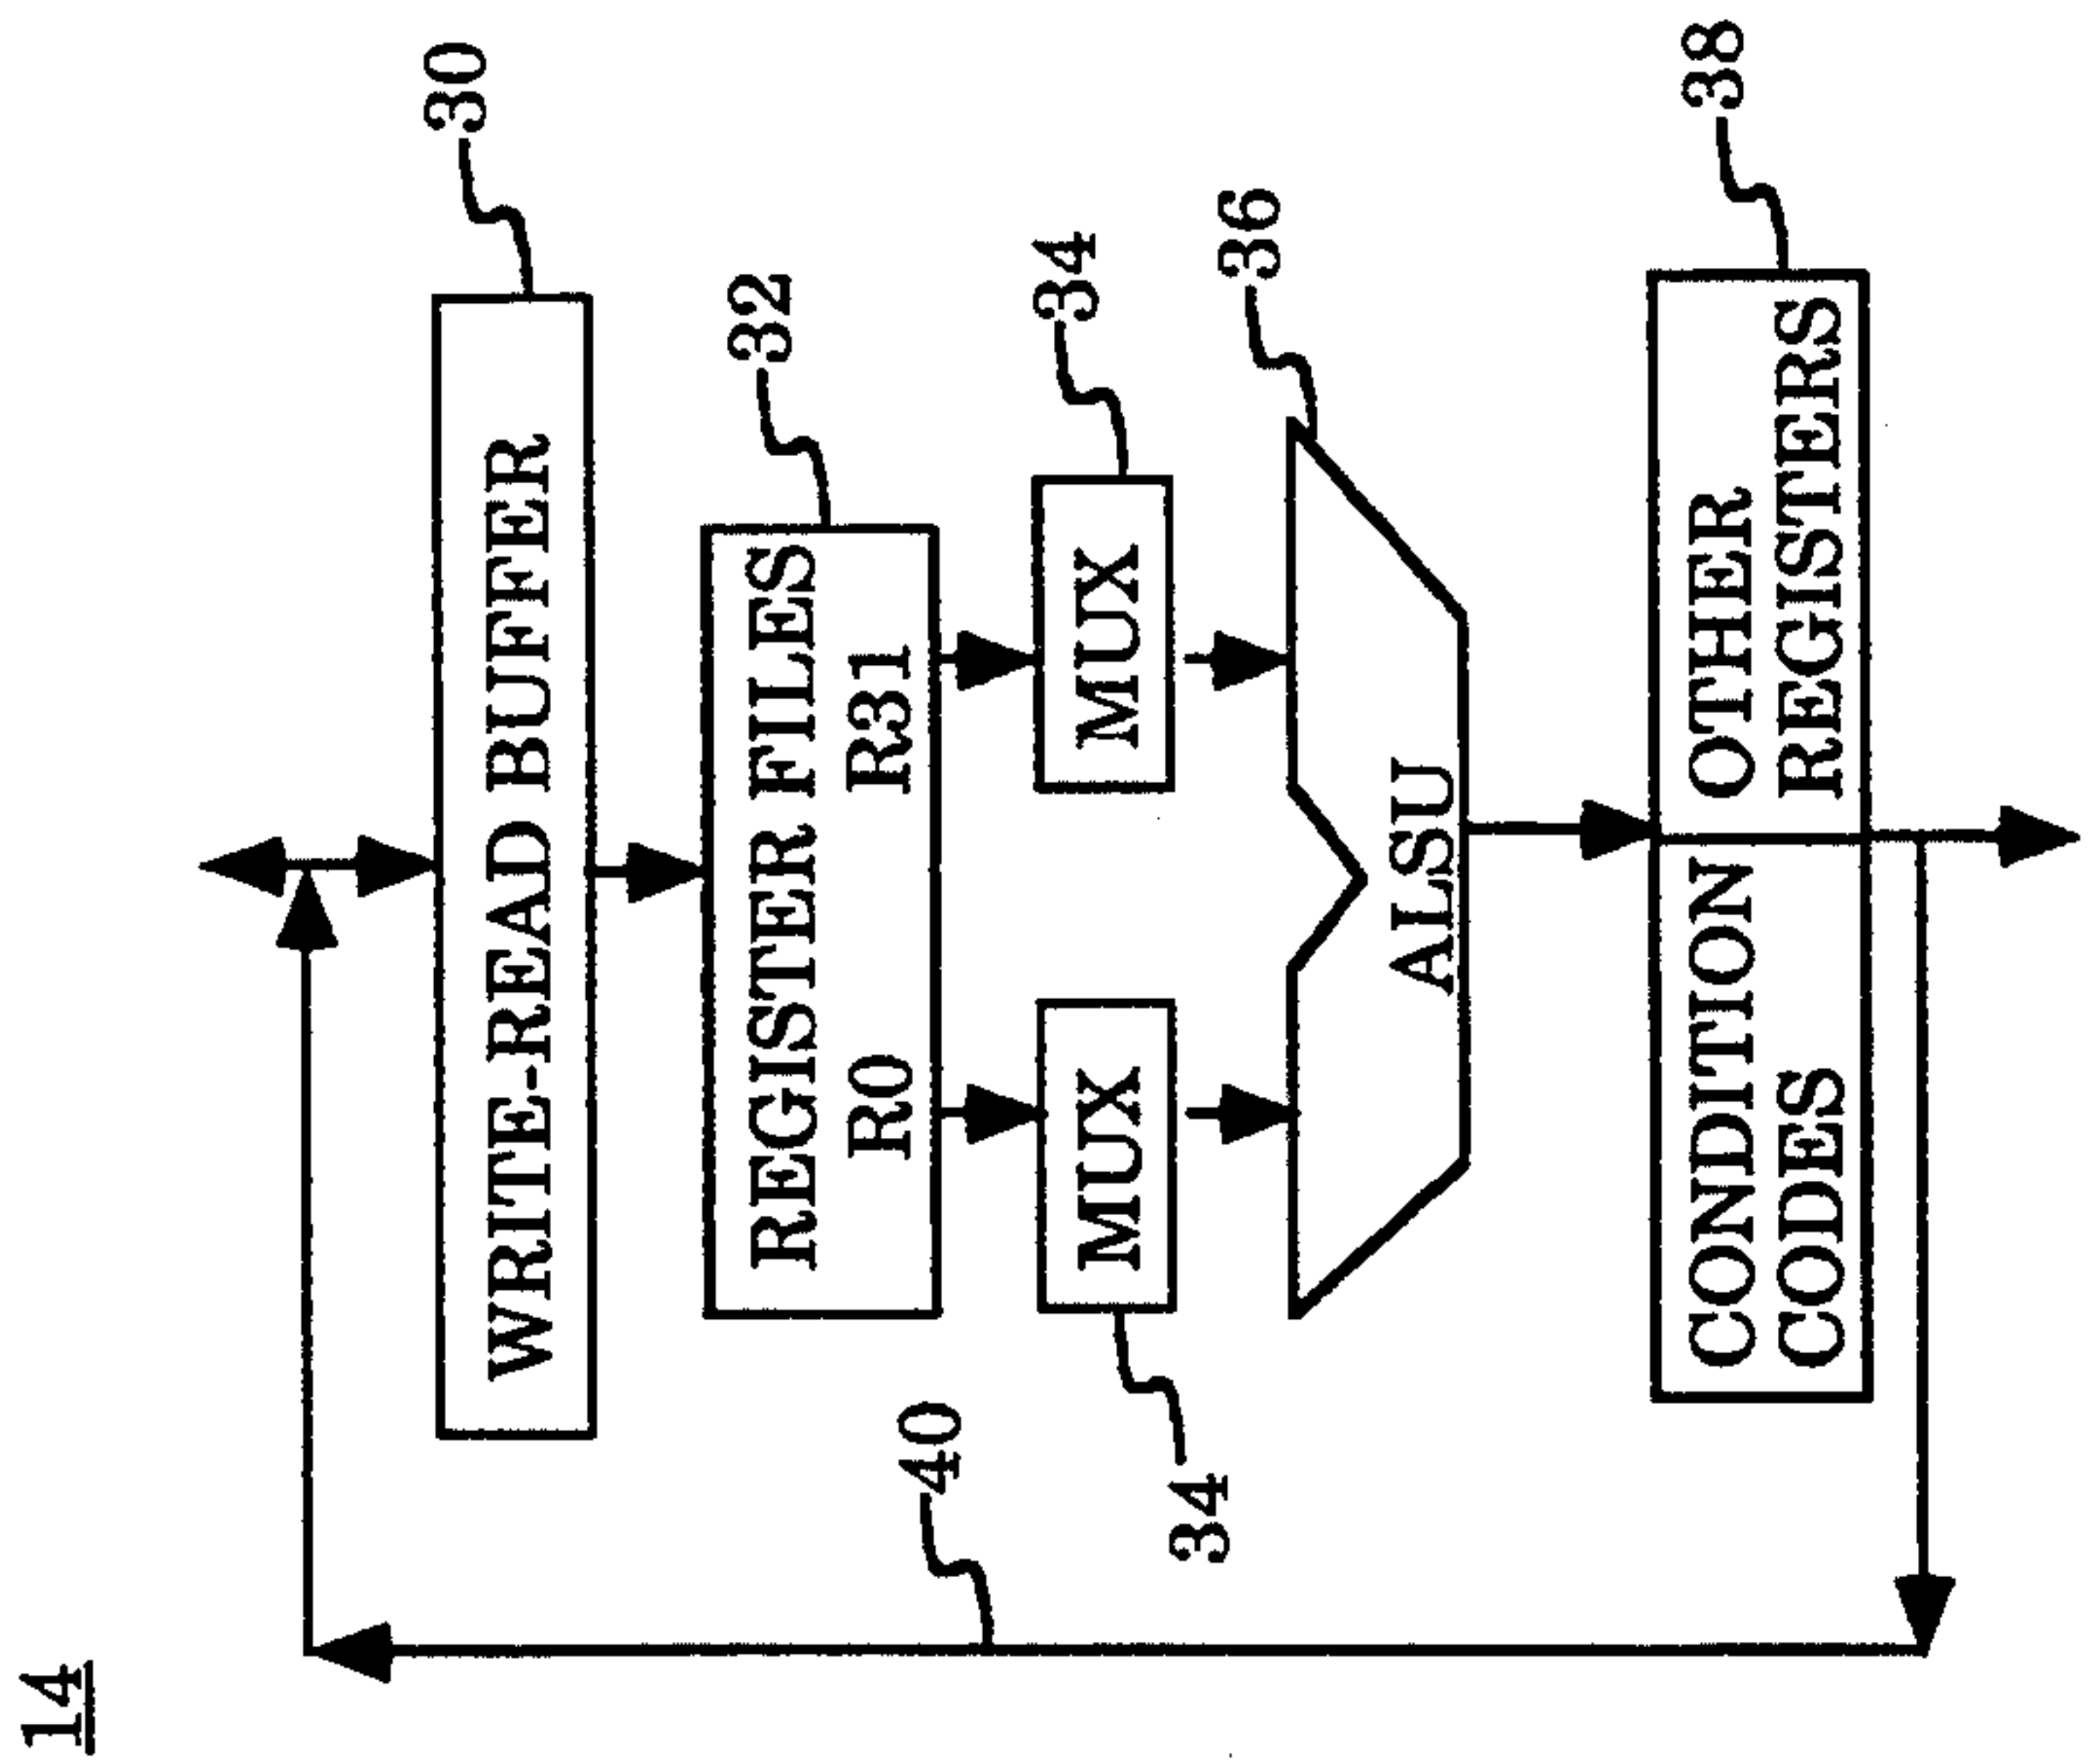 14
30
WRITE-READ BUFFER
32
REGISTER FILES
R0 R31
34
MUX
MUX
34
40
36
ALSU
38
CONDITION
CODES
OTHER
REGISTERS